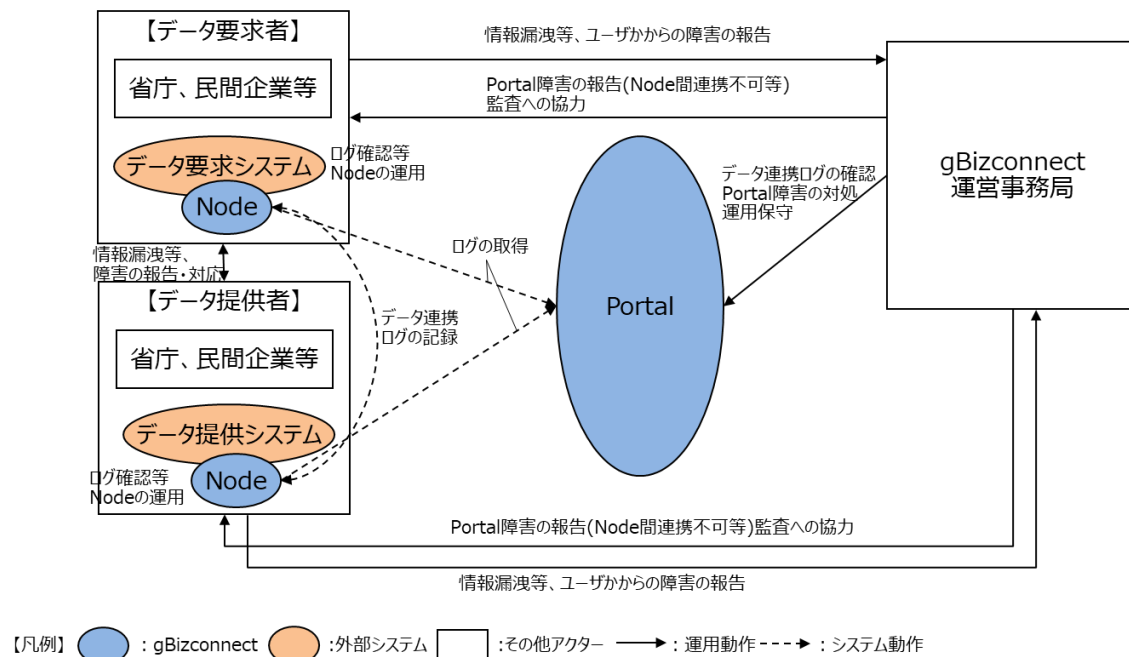 【データ要求者】
省庁、民間企業等
データ要求システム
Node
ログ確認等
Nodeの運用
情報漏洩等、ユーザかからの障害の報告
Portal障害の報告(Node間連携不可等)
監査への協力
gBizconnect
運営事務局
データ連携ログの確認
Portal障害の対処
運用保守
ログの取得
情報漏洩等、
障害の報告・対応
【データ提供者】
省庁、民間企業等
データ提供システム
Node
ログ確認等
Nodeの運用
データ連携
ログの記録
Portal
Portal障害の報告(Node間連携不可等)監査への協力
情報漏洩等、ユーザかからの障害の報告
【凡例】 : gBizconnect :外部システム :その他アクター : 運用動作 : システム動作